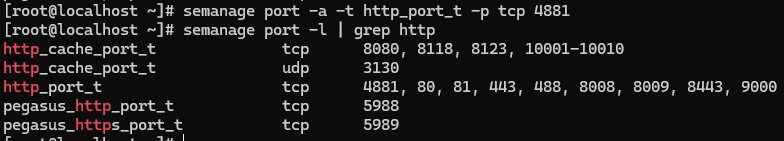 [root@localhost ~]# semanage port -a -t http_port_t -p tcp 4881
[root@localhost ~]# semanage port -l | grep http
http_cache_port_t              tcp      8080, 8118, 8123, 10001-10010
http_cache_port_t              udp      3130
http_port_t                    tcp      4881, 80, 81, 443, 488, 8008, 8009, 8443, 9000
pegasus_http_port_t            tcp      5988
pegasus_https_port_t           tcp      5989